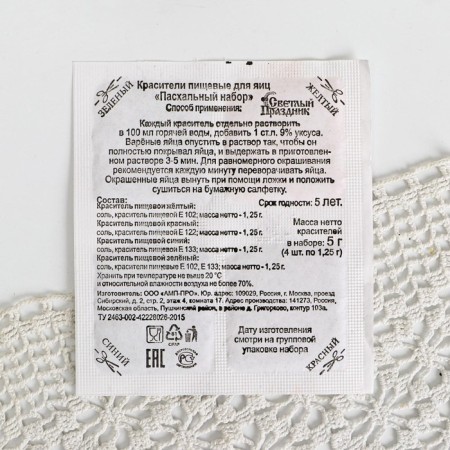 ЗЕЛЁНЫЙ
ЖЁЛТЫЙ
Красители пищевые для яиц
«Пасхальный набор»
Светлый
Праздник
Способ применения:
Каждый краситель отдельно растворить
в 100 мл горячей воды, добавить 1 ст.л. 9% уксуса.
Варёные яйца опустить в раствор так, чтобы он
полностью покрывал яйца, и выдержать в приготовлен-
ном растворе 3-5 мин. Для равномерного окрашивания
рекомендуется каждую минуту переворачивать яйца.
Окрашенные яйца вынуть при помощи ложки и положить
сушиться на бумажную салфетку.
Состав:
Краситель пищевой жёлтый:
соль, краситель пищевой Е 102; масса нетто - 1,25 г.
Краситель пищевой красный:
соль, краситель пищевой Е 122; масса нетто - 1,25 г.
Краситель пищевой синий:
соль, краситель пищевой Е 133; масса нетто - 1,25 г.
Краситель пищевой зелёный:
соль, красители пищевые Е 102, Е 133; масса нетто - 1,25 г.
Срок годности: 5 лет.
Масса нетто
красителей
в наборе: 5 г
(4 шт. по 1,25 г)
Хранить при температуре не выше 20 °С
и относительной влажности воздуха не более 70%.
Изготовитель: ООО «АМП-ПРО». Юр. адрес: 109029, Россия, г. Москва, проезд
Сибирский, д. 2, стр. 2, этаж 4, комната 17. Адрес производства: 141273, Россия,
Московская область, Пушкинский район, в районе д. Григорково, контур 103а.
ТУ 2463-002-42228026-2015
EAC
РС
Дату изготовления
смотри на групповой
упаковке набора
СИНИЙ
КРАСНЫЙ